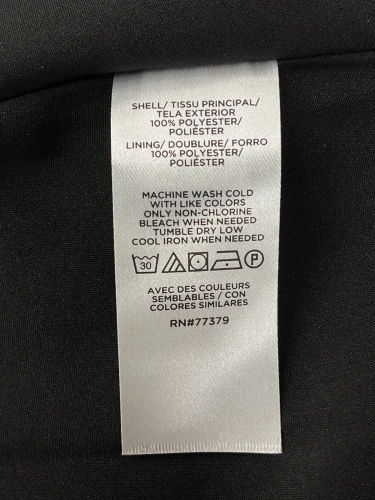 SHELL/ TISSU PRINCIPAL/
TELA EXTERIOR
100% POLYESTER/
POLIÉSTER
LINING/ DOUBLURE/ FORRO
100% POLYESTER/
POLIÉSTER
MACHINE WASH COLD
WITH LIKE COLORS
ONLY NON-CHLORINE
BLEACH WHEN NEEDED
TUMBLE DRY LOW
COOL IRON WHEN NEEDED
30 P
AVEC DES COULEURS
SEMBLABLES / CON
COLORES SIMILARES
RN#77379